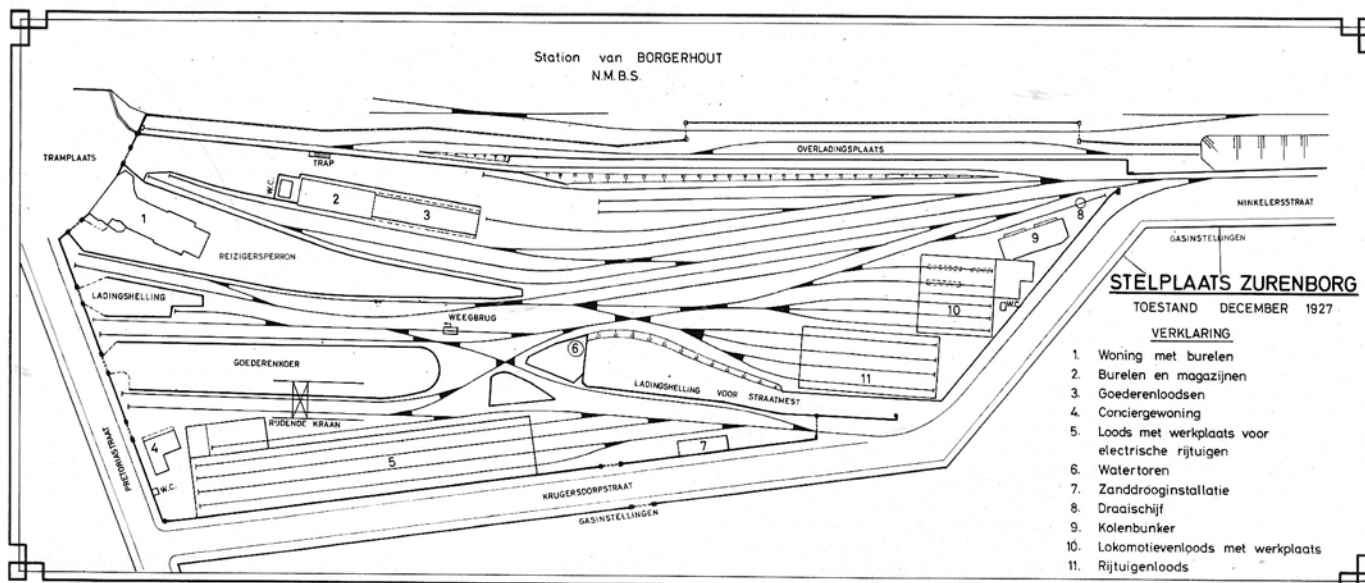 Station van BORGERHOUT
N.M.B.S.
TRAMPLAATS
TRAP
OVERLADINGSPLAATS
W.C.
1
2
3
8
MINKELERSSTRAAT
REIZIGERSPERRON
9
GASINSTELLINGEN
LADINGSHELLING
10
W.C.
WEEGBRUG
GOEDERENKOER
6
11
LADINGSHELLING VOOR STRAATMEST
RIJDENDE KRAAN
PRETORIASTRAAT
4
5
7
W.C.
KRUGERSDORPSTRAAT
GASINSTELLINGEN
STELPLAATS ZURENBORG
TOESTAND DECEMBER 1927
VERKLARING
1. Woning met burelen
2. Burelen en magazijnen
3. Goederenloodsen
4. Conciergewoning
5. Loods met werkplaats voor
electrische rijtuigen
6. Watertoren
7. Zanddrooginstallatie
8. Draaischijf
9. Kolenbunker
10. Lokomotievenloods met werkplaats
11. Rijtuigenloods